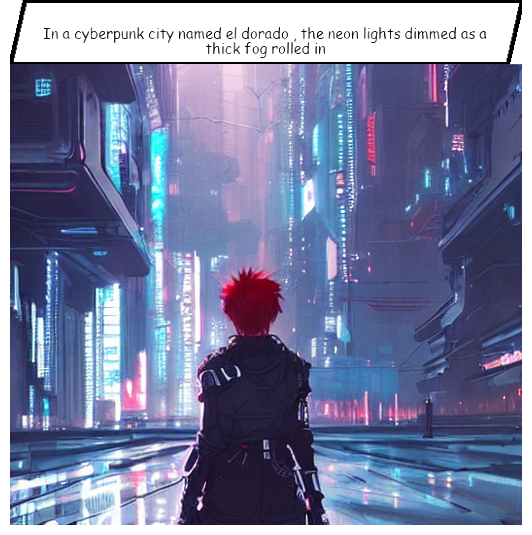 In a cyberpunk city named el dorado , the neon lights dimmed as a
thick fog rolled in